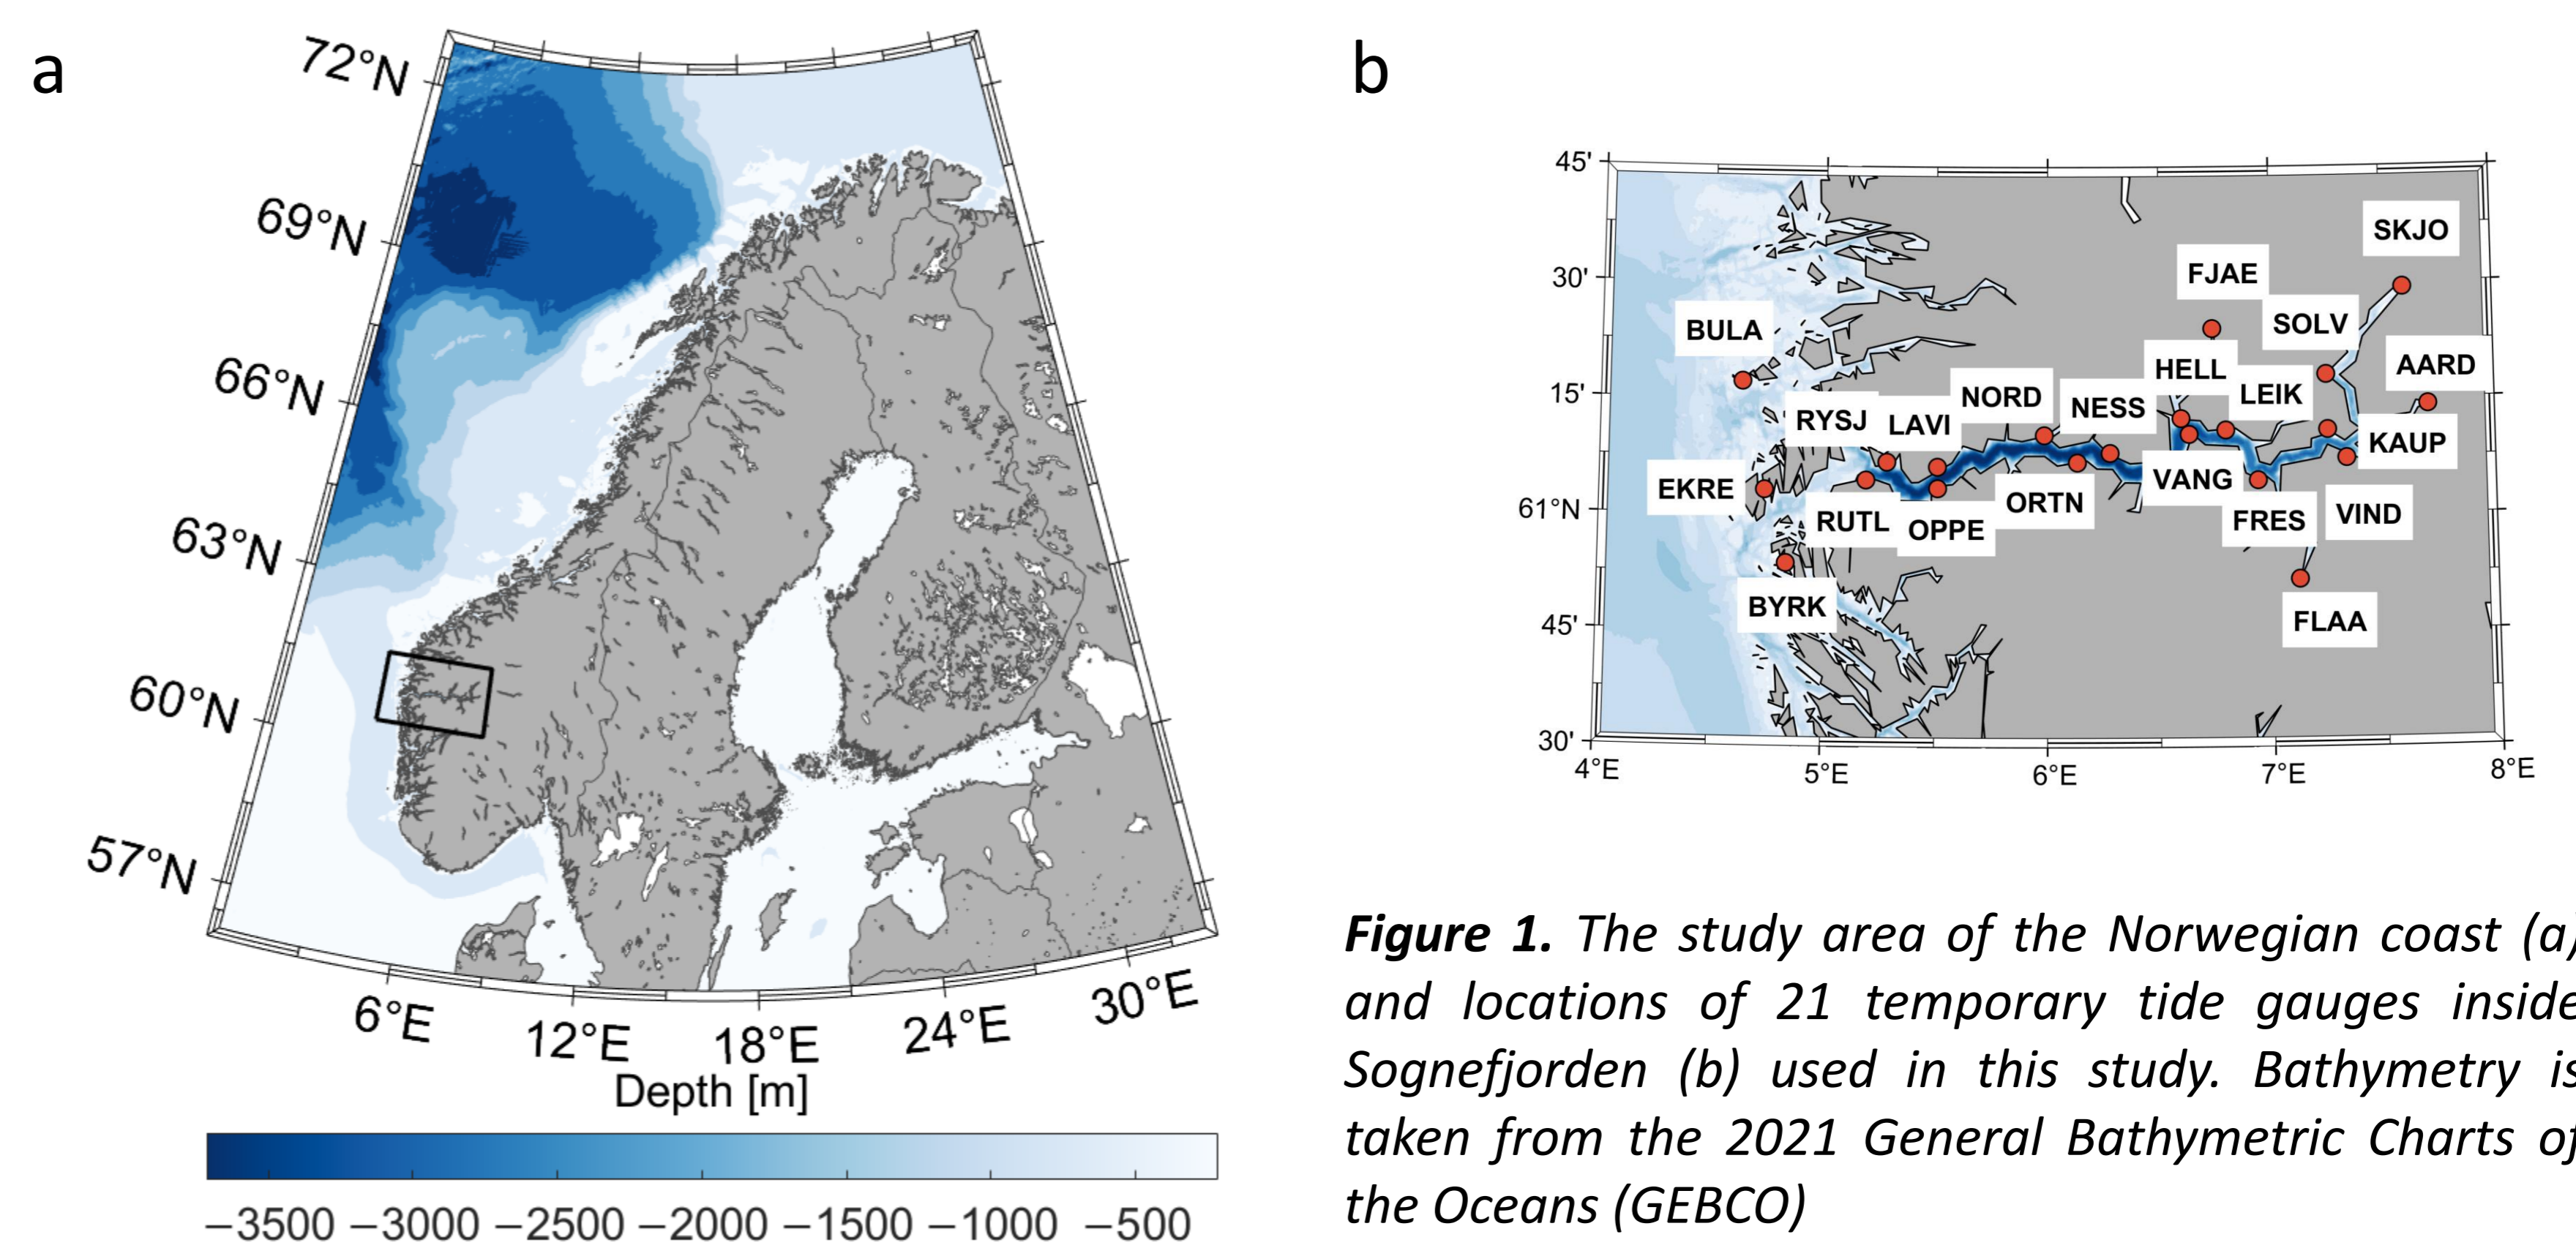 a
72°N
69°N
66°N
63°N
60°N
57°N
6°E
12°E
18°E
24°E
30°E
Depth [m]
−3500 −3000 −2500 −2000 −1500 −1000 −500
b
45'
30'
15'
61°N
45'
30'
4°E
5°E
6°E
7°E
8°E
SKJO
FJAE
SOLV
BULA
AARD
HELL
LEIK
NORD
NESS
RYSJ
LAVI
KAUP
VANG
EKRE
ORTN
VIND
FRES
RUTL
OPPE
BYRK
FLAA
Figure 1. The study area of the Norwegian coast (a)
and locations of 21 temporary tide gauges inside
Sognefjorden (b) used in this study. Bathymetry is
taken from the 2021 General Bathymetric Charts of
the Oceans (GEBCO)